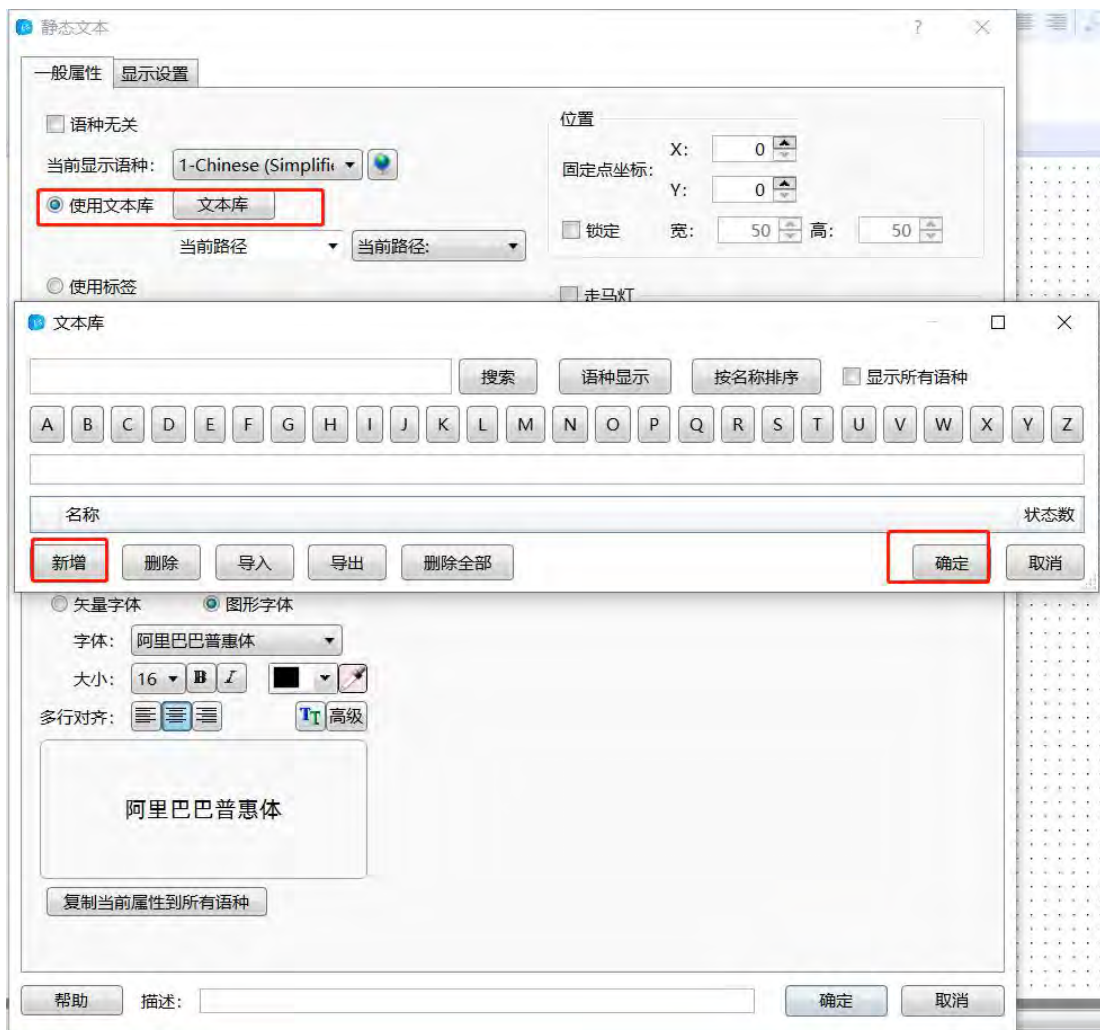 静态文本
一般属性 显示设置
语种无关
当前显示语种： 1-Chinese (Simplifie
使用文本库 文本库
当前路径 当前路径:
使用标签
位置
固定点坐标： X: 0
Y: 0
锁定 宽: 50 高: 50
走马灯
文本库
搜索 语种显示 按名称排序 显示所有语种
A B C D E F G H I J K L M N O P Q R S T U V W X Y Z
名称 状态数
新增 删除 导入 导出 删除全部 确定 取消
矢量字体 图形字体
字体: 阿里巴巴普惠体
大小: 16 B I
多行对齐: TT 高级
阿里巴巴普惠体
复制当前属性到所有语种
帮助 描述: 确定 取消